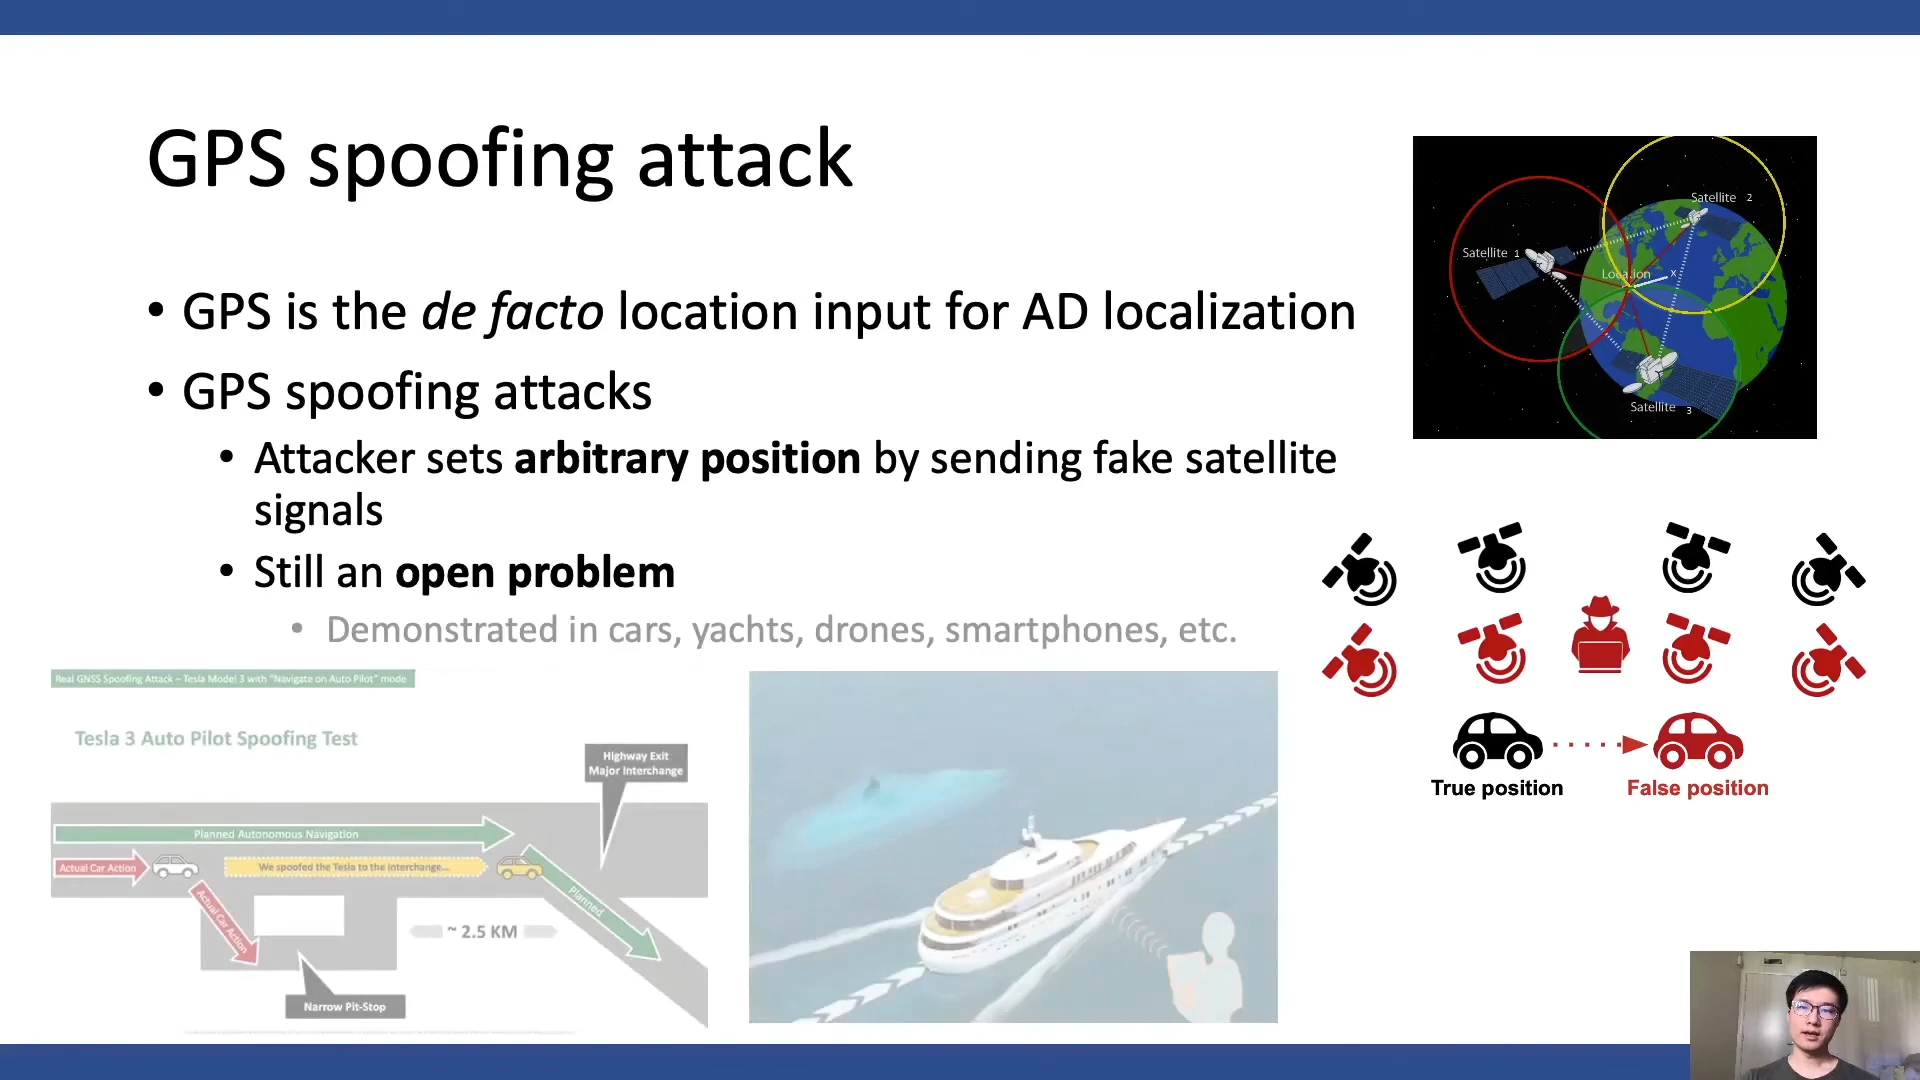 GPS spoofing attack
• GPS is the de facto location input for AD localization
• GPS spoofing attacks
• Attacker sets arbitrary position by sending fake satellite
signals
• Still an open problem
• Demonstrated in cars, yachts, drones, smartphones, etc.
Satellite 2
Satellite 1
Location
X
Satellite 3
True position
False position
Real GNSS Spoofing Attack – Tesla Model 3 with "Navigate on Auto Pilot" mode
Tesla 3 Auto Pilot Spoofing Test
Highway Exit
Major Interchange
Planned Autonomous Navigation
Actual Car Action
We spoofed the Tesla to the interchange...
Actual Car Action
Planned
~ 2.5 KM
Narrow Pit-Stop